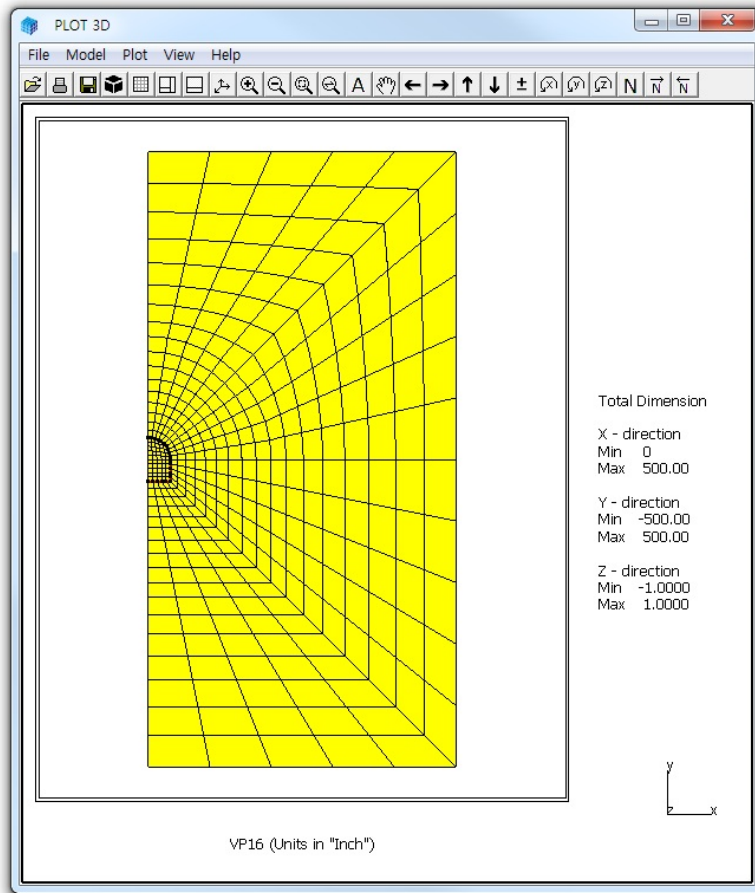 PLOT 3D
File Model Plot View Help
A ± x y z N N N
Total Dimension
X - direction
Min 0
Max 500.00
Y - direction
Min -500.00
Max 500.00
Z - direction
Min -1.0000
Max 1.0000
y
z x
VP16 (Units in "Inch")